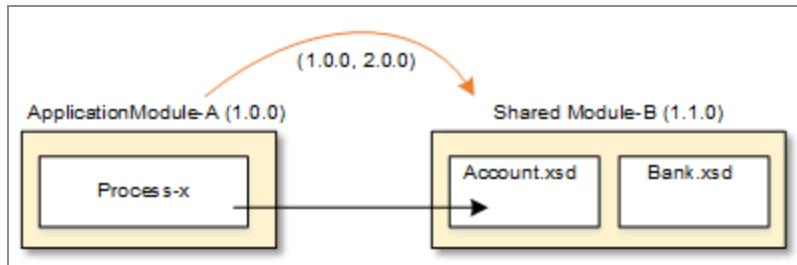 (1.0.0, 2.0.0)
ApplicationModule-A (1.0.0)
Shared Module-B (1.1.0)
Process-x
Account.xsd
Bank.xsd